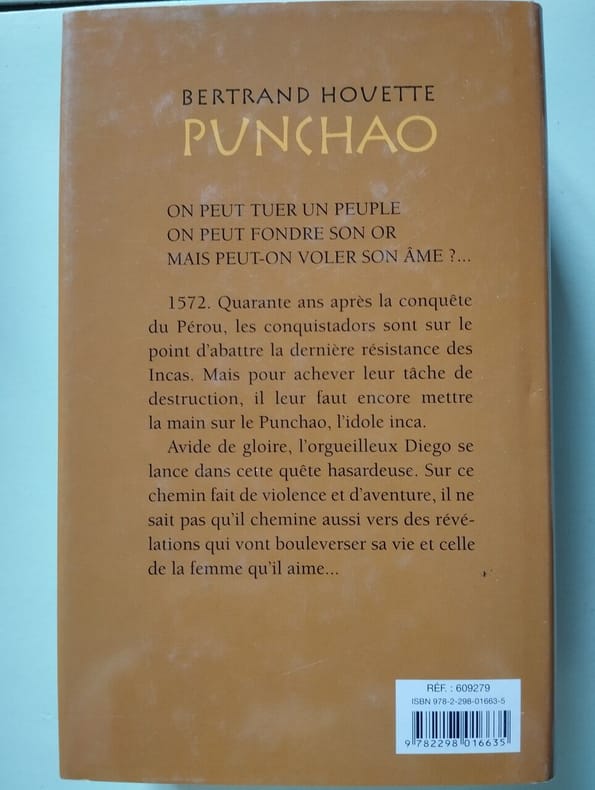 BERTRAND HOUETTE
PUNCHAO
ON PEUT TUER UN PEUPLE
ON PEUT FONDRE SON OR
MAIS PEUT-ON VOLER SON ÂME ?...
1572. Quarante ans après la conquête
du Pérou, les conquistadors sont sur le
point d'abattre la dernière résistance des
Incas. Mais pour achever leur tâche de
destruction, il leur faut encore mettre
la main sur le Punchao, l'idole inca.
Avide de gloire, l'orgueilleux Diego se
lance dans cette quête hasardeuse. Sur ce
chemin fait de violence et d'aventure, il ne
sait pas qu'il chemine aussi vers des révé-
lations qui vont bouleverser sa vie et celle
de la femme qu'il aime...
RÉF. : 609279
ISBN 978-2-298-01663-5
9 782298 016635